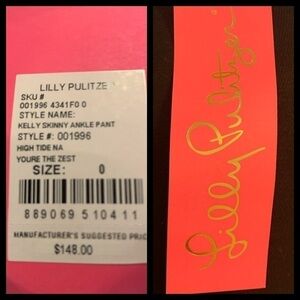 LILLY PULITZER
SKU #
001996 4341F0 0
STYLE NAME:
KELLY SKINNY ANKLE PANT
STYLE #: 001996
HIGH TIDE NA
YOURE THE ZEST
SIZE: 0
889069 510411
MANUFACTURER'S SUGGESTED PRIC
$148.00
Lilly Pulitzer